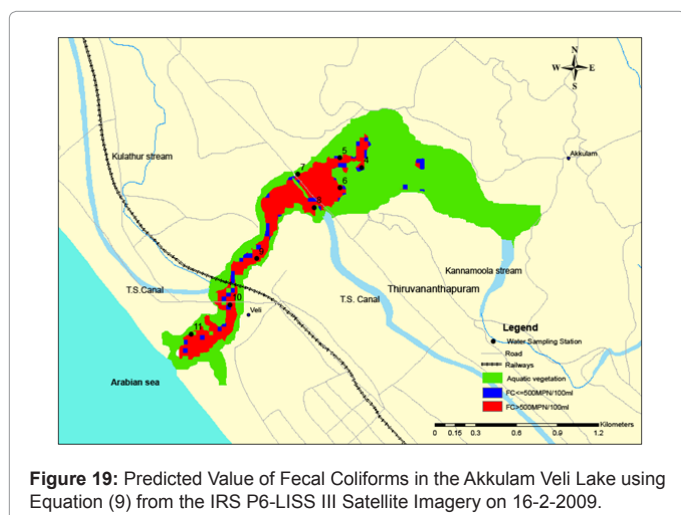 N
W E
S
Kulathur stream
Akkulam
7
5
4
6
8
9
T.S.Canal
Kannamoola stream
T.S. Canal
Thiruvananthapuram
10
Veli
11
Arabian sea
Legend
Water Sampling Station
Road
Railways
Aquatic vegetation
FC<=500MPN/100ml
FC>500MPN/100ml
Kilometers
0 0.15 0.3 0.6 0.9 1.2
Figure 19: Predicted Value of Fecal Coliforms in the Akkulam Veli Lake using
Equation (9) from the IRS P6-LISS III Satellite Imagery on 16-2-2009.